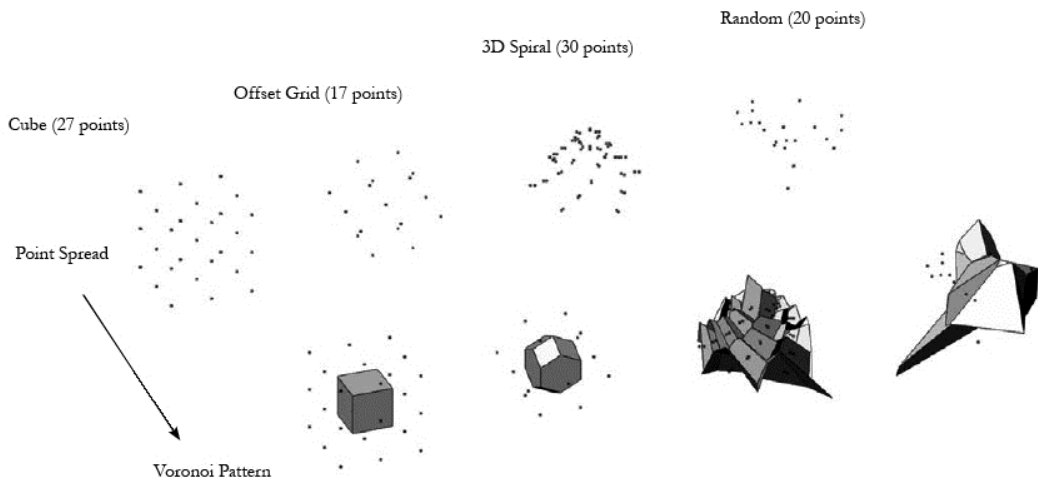 Random (20 points)
3D Spiral (30 points)
Offset Grid (17 points)
Cube (27 points)
Point Spread
Voronoi Pattern